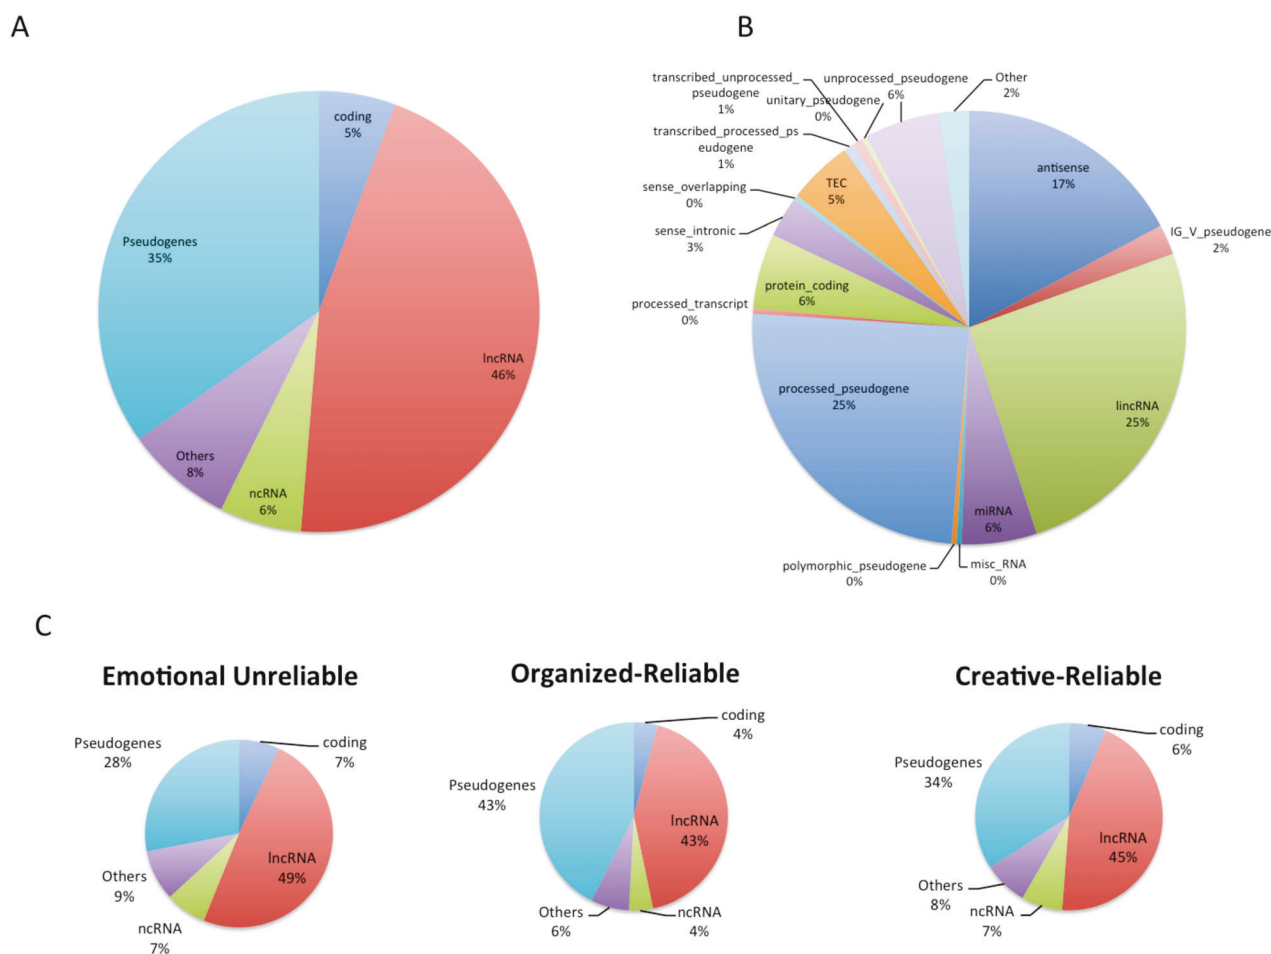 A
coding
5%
lncRNA
46%
ncRNA
6%
Others
8%
Pseudogenes
35%
B
transcribed_unprocessed_
pseudogene
1%
unprocessed_pseudogene
6%
unitary_pseudogene
0%
Other
2%
transcribed_processed_ps
eudogene
1%
antisense
17%
TEC
5%
sense_overlapping
0%
IG_V_pseudogene
2%
sense_intronic
3%
protein_coding
6%
processed_transcript
0%
processed_pseudogene
25%
lincRNA
25%
miRNA
6%
polymorphic_pseudogene
0%
misc_RNA
0%
C
Emotional Unreliable
Pseudogenes
28%
coding
7%
lncRNA
49%
Others
9%
ncRNA
7%
Organized-Reliable
coding
4%
Pseudogenes
43%
lncRNA
43%
Others
6%
ncRNA
4%
Creative-Reliable
coding
6%
Pseudogenes
34%
lncRNA
45%
Others
8%
ncRNA
7%